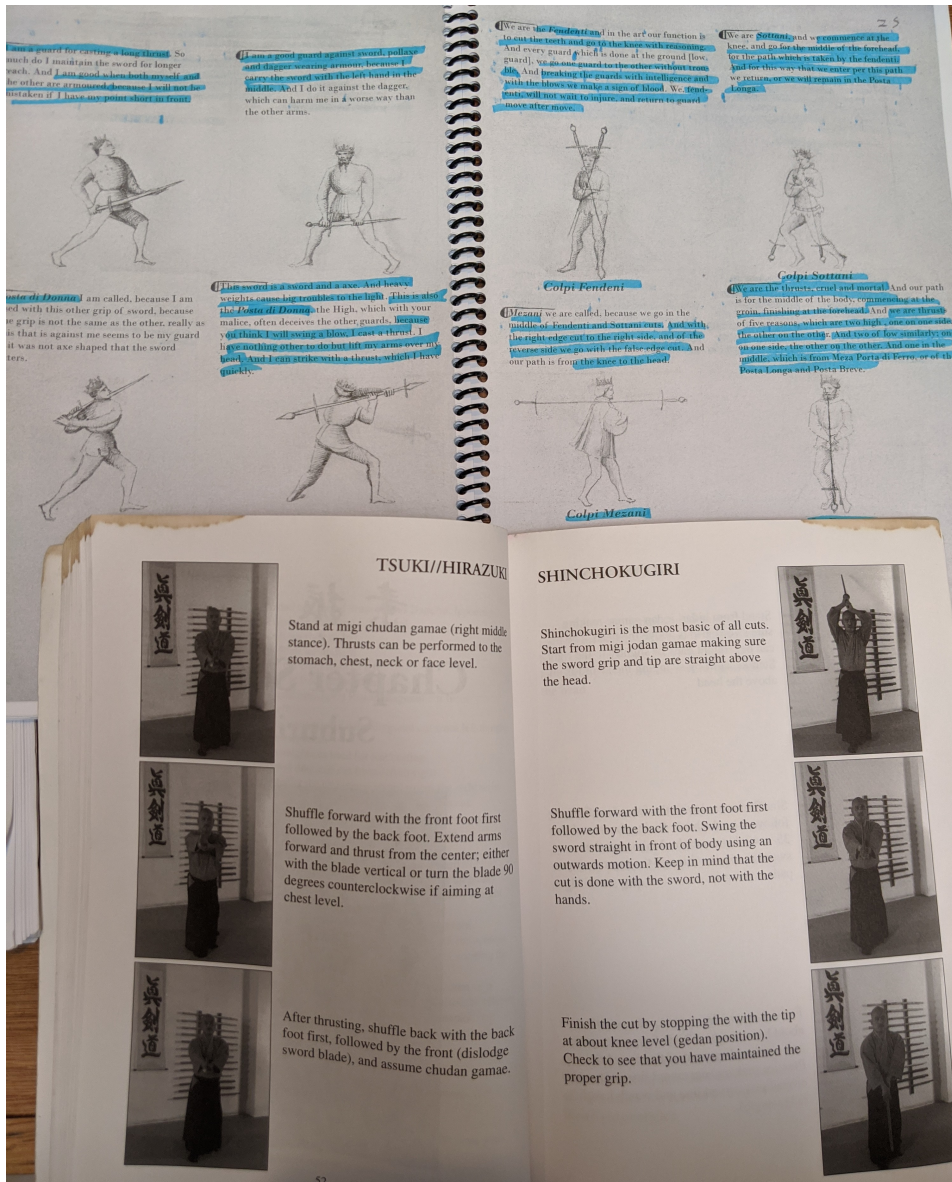 I am a guard for casting a long thrust. So
much do I maintain the sword for longer
reach. And I am good when both myself and
the other are armoured, because I will not be
mistaken if I have my point short in front.
I am a good guard against sword, pollaxe
and dagger wearing armour, because I
carry the sword with the left hand in the
middle. And I do it against the dagger,
which can harm me in a worse way than
the other arms.
Posta di Donna I am called, because I am
ed with this other grip of sword, because
e grip is not the same as the other, really as
is that is against me seems to be my guard
it was not axe shaped that the sword
ters.
This sword is a sword and a axe. And heavy
weights cause big troubles to the light. This is also
the Posta di Donna the High, which with your
malice, often deceives the other guards, because
you think I will swing a blow, I cast a thrust. I
have nothing other to do but lift my arms over my
head. And I can strike with a thrust, which I have
quickly.
25
We are the Fendenti and in the art our function is
to cut the teeth and go to the knee with reasoning.
And every guard which is done at the ground [low,
guard], we go one guard to the other without trou
ble. And breaking the guards with intelligence and
with the blows we make a sign of blood. We fend-
enti, will not wait to injure, and return to guard
move after move.
We are Sottani, and we commence at the
knee, and go for the middle of the forehead,
for the path which is taken by the fendenti
and for this way that we enter per this path
we return, or we will remain in the Posta
Longa.
Colpi Fendeni
Colpi Sottani
Mezani we are called, because we go in the
middle of Fendenti and Sottani cuts. And with
the right edge cut to the right side, and of the
reverse side we go with the false edge cut. And
our path is from the knee to the head.
We are the thrusts, cruel and mortal. And our path
is for the middle of the body, commencing at the
groin, finishing at the forehead. And we are thrusts
of five reasons, which are two high, one on one side
the other on the other. And two of low similarly, one
on one side, the other on the other. And one in the
middle, which is from Meza Porta di Ferro, or of the
Posta Longa and Posta Breve.
Colpi Mezani
TSUKI//HIRAZUKI
眞剣道
Stand at migi chudan gamae (right middle
stance). Thrusts can be performed to the
stomach, chest, neck or face level.
眞剣道
Shuffle forward with the front foot first
followed by the back foot. Extend arms
forward and thrust from the center; either
with the blade vertical or turn the blade 90
degrees counterclockwise if aiming at
chest level.
眞剣道
After thrusting, shuffle back with the back
foot first, followed by the front (dislodge
sword blade), and assume chudan gamae.
52
SHINCHOKUGIRI
Shinchokugiri is the most basic of all cuts.
Start from migi jodan gamae making sure
the sword grip and tip are straight above
the head.
眞剣道
Shuffle forward with the front foot first
followed by the back foot. Swing the
sword straight in front of body using an
outwards motion. Keep in mind that the
cut is done with the sword, not with the
hands.
眞剣道
Finish the cut by stopping the with the tip
at about knee level (gedan position).
Check to see that you have maintained the
proper grip.
眞剣道